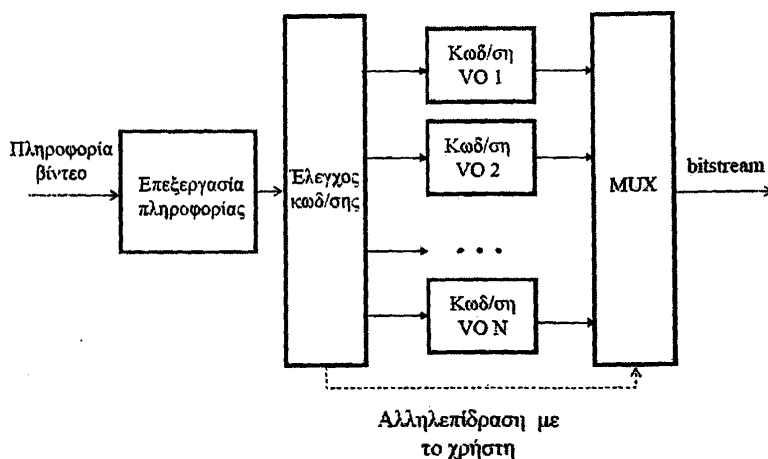 Πληροφορία
βίντεο
Επεξεργασία
πληροφορίας
Έλεγχος
κωδ/σης
Κωδ/ση
VO 1
Κωδ/ση
VO 2
• • •
Κωδ/ση
VO N
MUX
bitstream
Αλληλεπίδραση με
το χρήστη